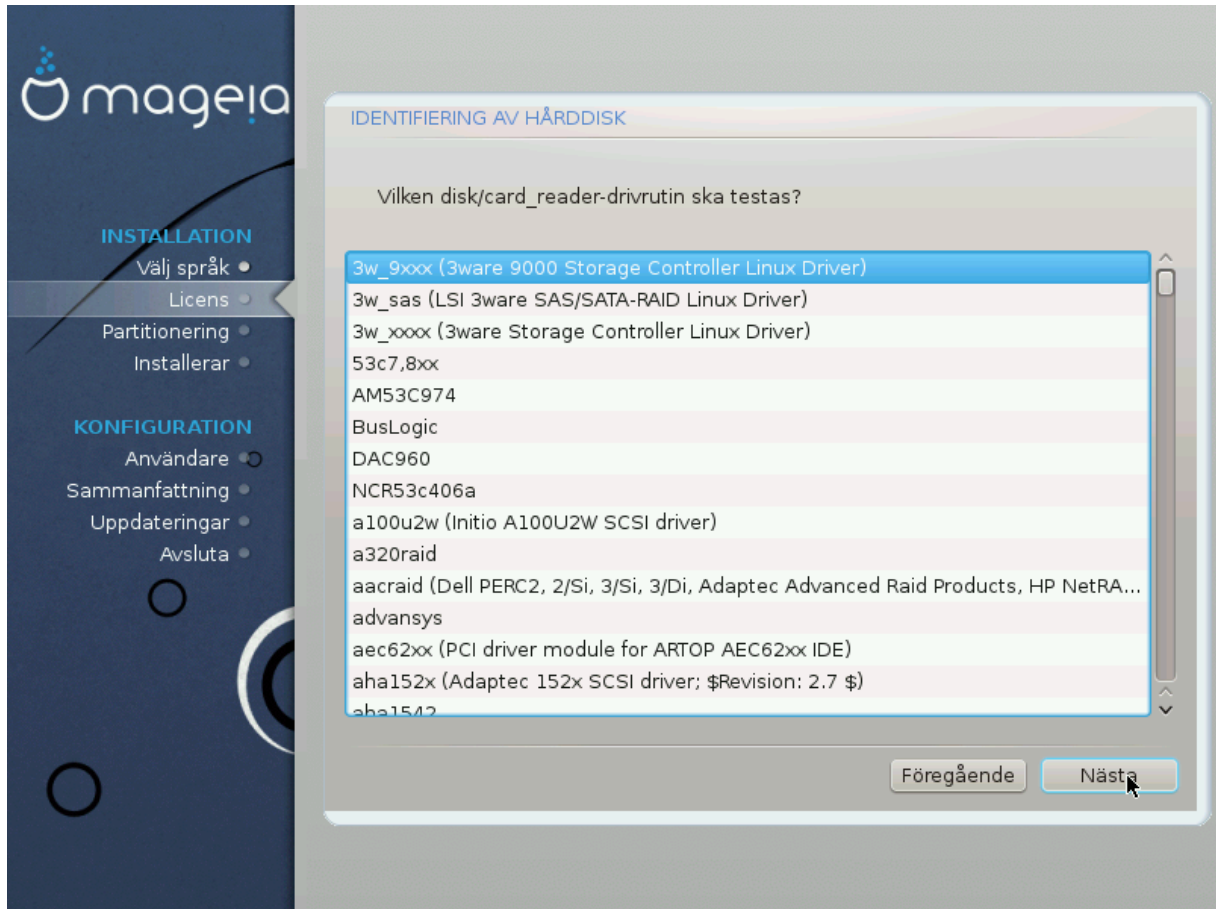 mageia
INSTALLATION
Välj språk
Licens
Partitionering
Installerar
KONFIGURATION
Användare
Sammanfattning
Uppdateringar
Avsluta
IDENTIFIERING AV HÅRDDISK
Vilken disk/card_reader-drivrutin ska testas?
3w_9xxx (3ware 9000 Storage Controller Linux Driver)
3w_sas (LSI 3ware SAS/SATA-RAID Linux Driver)
3w_xxxx (3ware Storage Controller Linux Driver)
53c7,8xx
AM53C974
BusLogic
DAC960
NCR53c406a
a100u2w (Initio A100U2W SCSI driver)
a320raid
aacraid (Dell PERC2, 2/Si, 3/Si, 3/Di, Adaptec Advanced Raid Products, HP NetRA...
advansys
aec62xx (PCI driver module for ARTOP AEC62xx IDE)
aha152x (Adaptec 152x SCSI driver; $Revision: 2.7 $)
aha1542
Föregående
Nästa